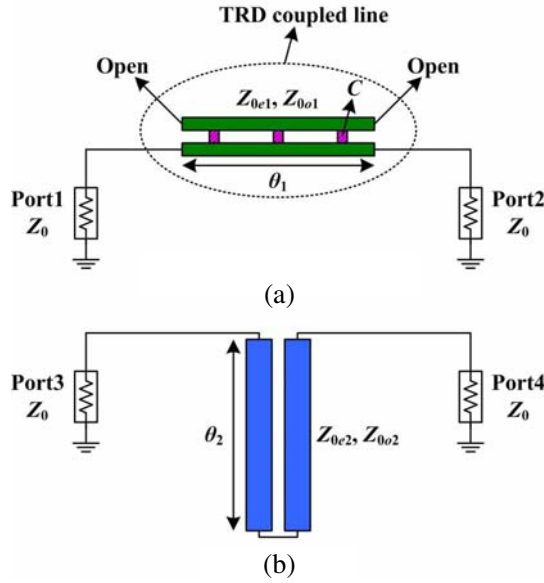 TRD coupled line
Open
Open
Z0e1, Z0o1
C
θ1
Port1
Z0
Port2
Z0
(a)
Port3
Z0
Port4
Z0
θ2
Z0e2, Z0o2
(b)